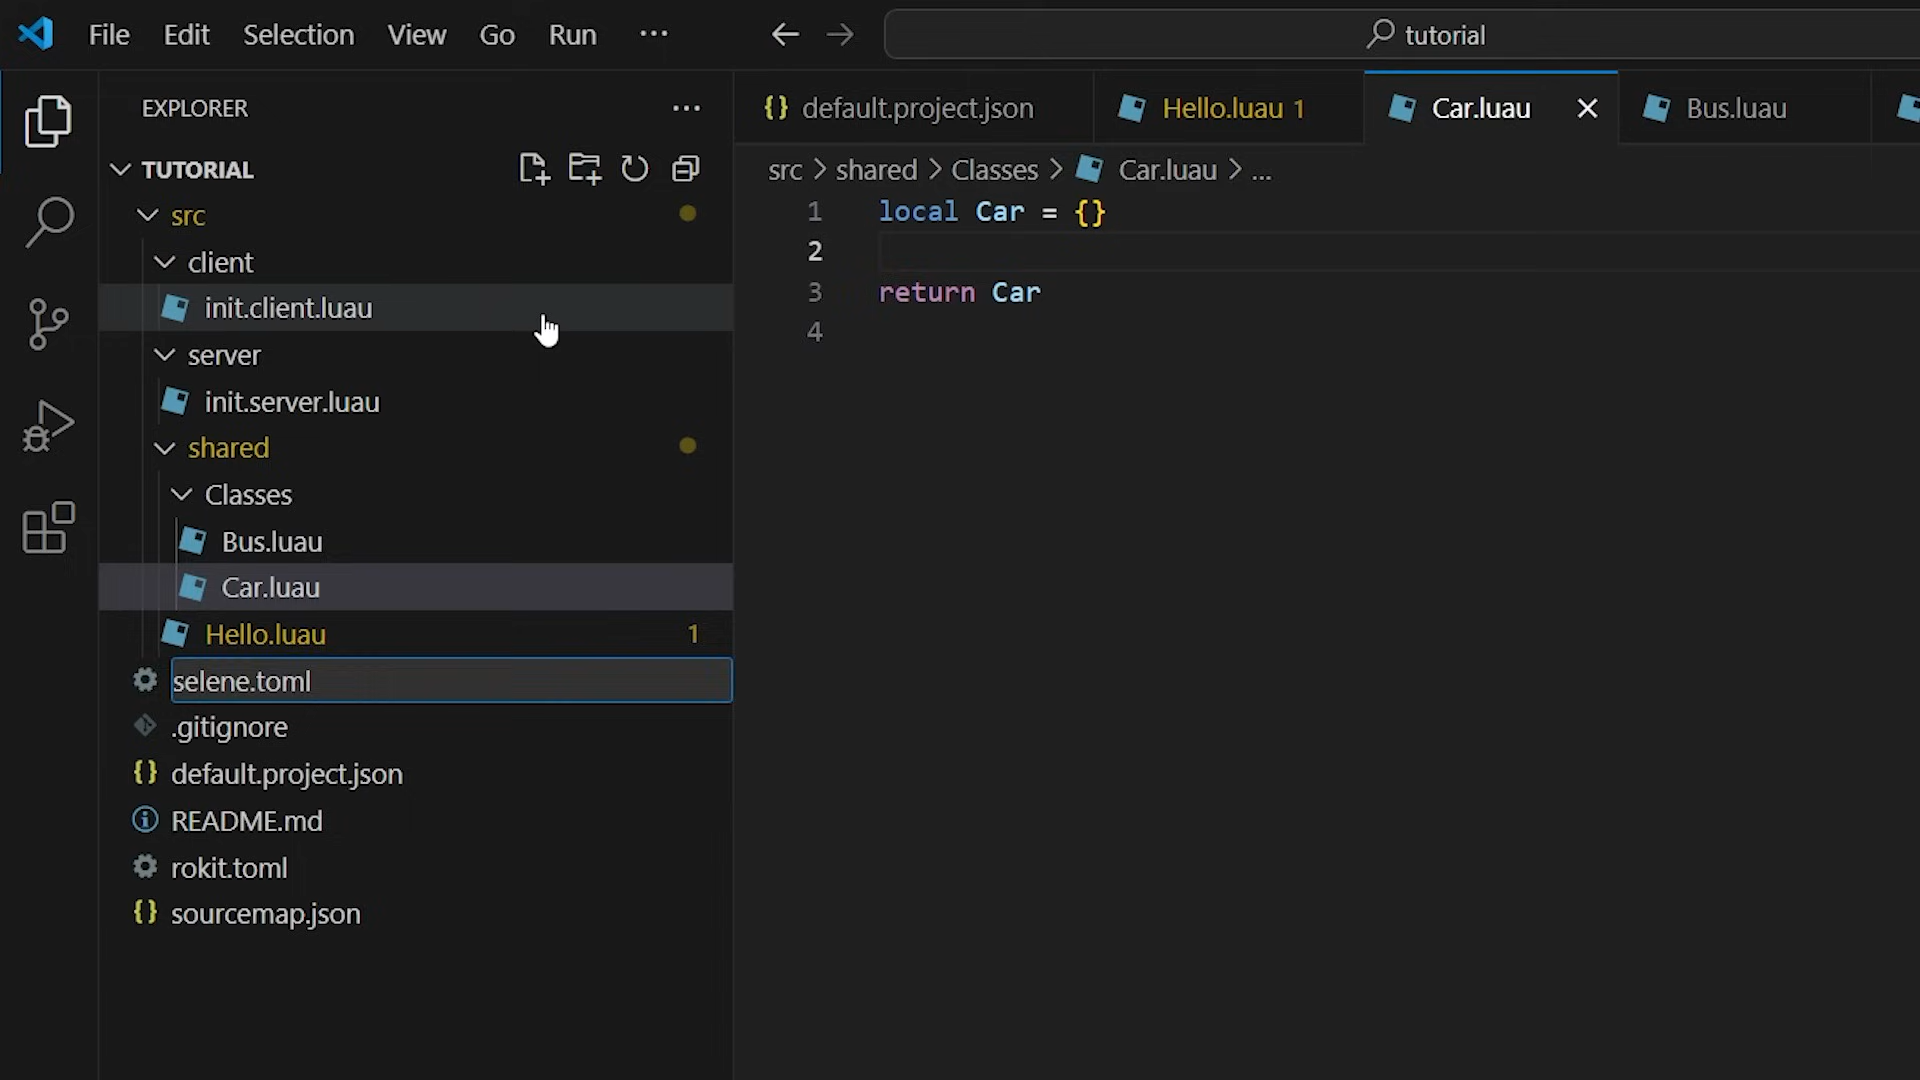 File Edit Selection View Go Run ···
tutorial
EXPLORER ···
TUTORIAL
src
client
init.client.luau
server
init.server.luau
shared
Classes
Bus.luau
Car.luau
Hello.luau 1
selene.toml
.gitignore
{} default.project.json
README.md
rokit.toml
{} sourcemap.json
{} default.project.json
Hello.luau 1
Car.luau
Bus.luau
src > shared > Classes > Car.luau > ...
1 local Car = {}
2
3 return Car
4